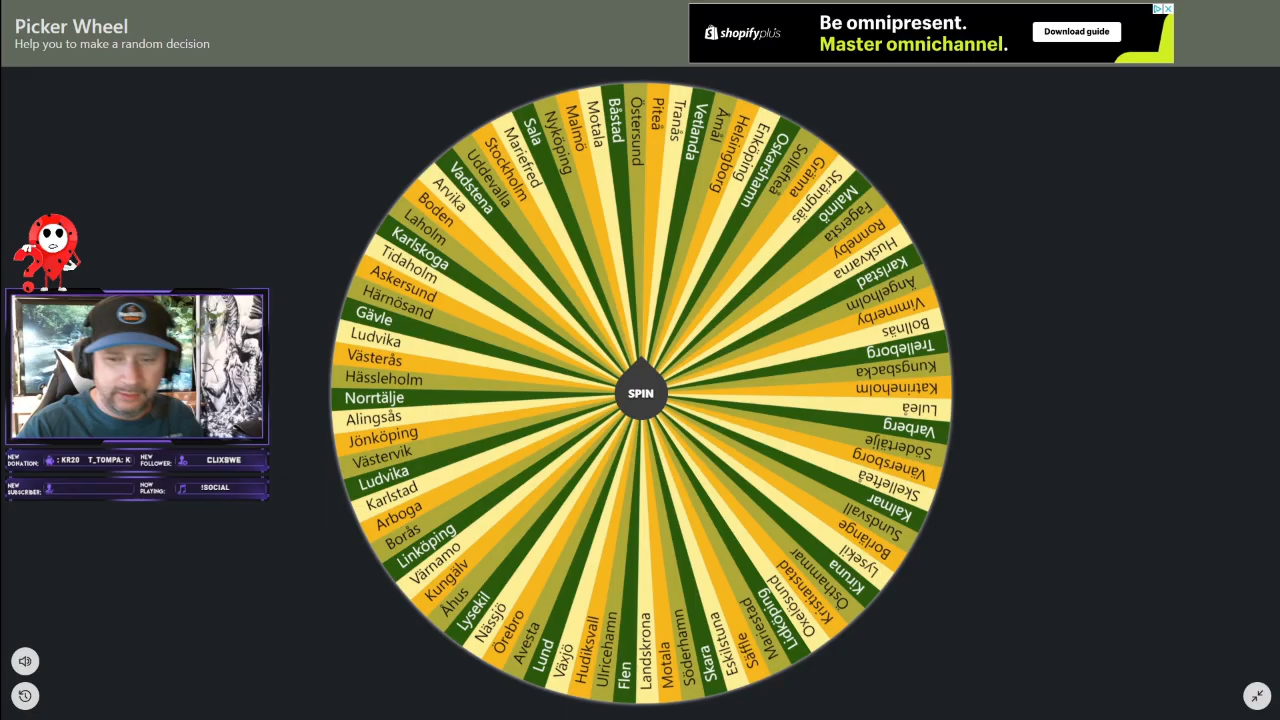 Picker Wheel
Help you to make a random decision
shopifyplus
Be omnipresent.
Master omnichannel.
Download guide
Östersund
Piteå
Tranås
Vetlanda
Åmål
Helsingborg
Enköping
Oskarshamn
Sollefteå
Gränna
Strängnäs
Malmö
Fagersta
Ronneby
Huskvarna
Karlstad
Ängelholm
Vimmerby
Bollnäs
Trelleborg
Kungsbacka
Katrineholm
Luleå
Varberg
Södertälje
Vänersborg
Skellefteå
Kalmar
Sundsvall
Borlänge
Lysekil
Kiruna
Östhammar
Kristianstad
Oxelösund
Lidköping
Mariestad
Säffle
Eskilstuna
Skara
Söderhamn
Motala
Landskrona
Flen
Ulricehamn
Hudiksvall
Växjö
Lund
Avesta
Örebro
Nässjö
Lysekil
Åhus
Kungälv
Värnamo
Linköping
Borås
Arboga
Karlstad
Ludvika
Västervik
Jönköping
Alingsås
Norrtälje
Hässleholm
Västerås
Ludvika
Gävle
Härnösand
Askersund
Tidaholm
Karlskoga
Laholm
Boden
Arvika
Vadstena
Uddevalla
Stockholm
Mariefred
Sala
Nyköping
Malmö
Motala
Båstad
SPIN
NEW DONATION: : KR20 T_TOMPA: K
NEW FOLLOWER: CLIXSWE
NEW SUBSCRIBER:
NOW PLAYING: !SOCIAL